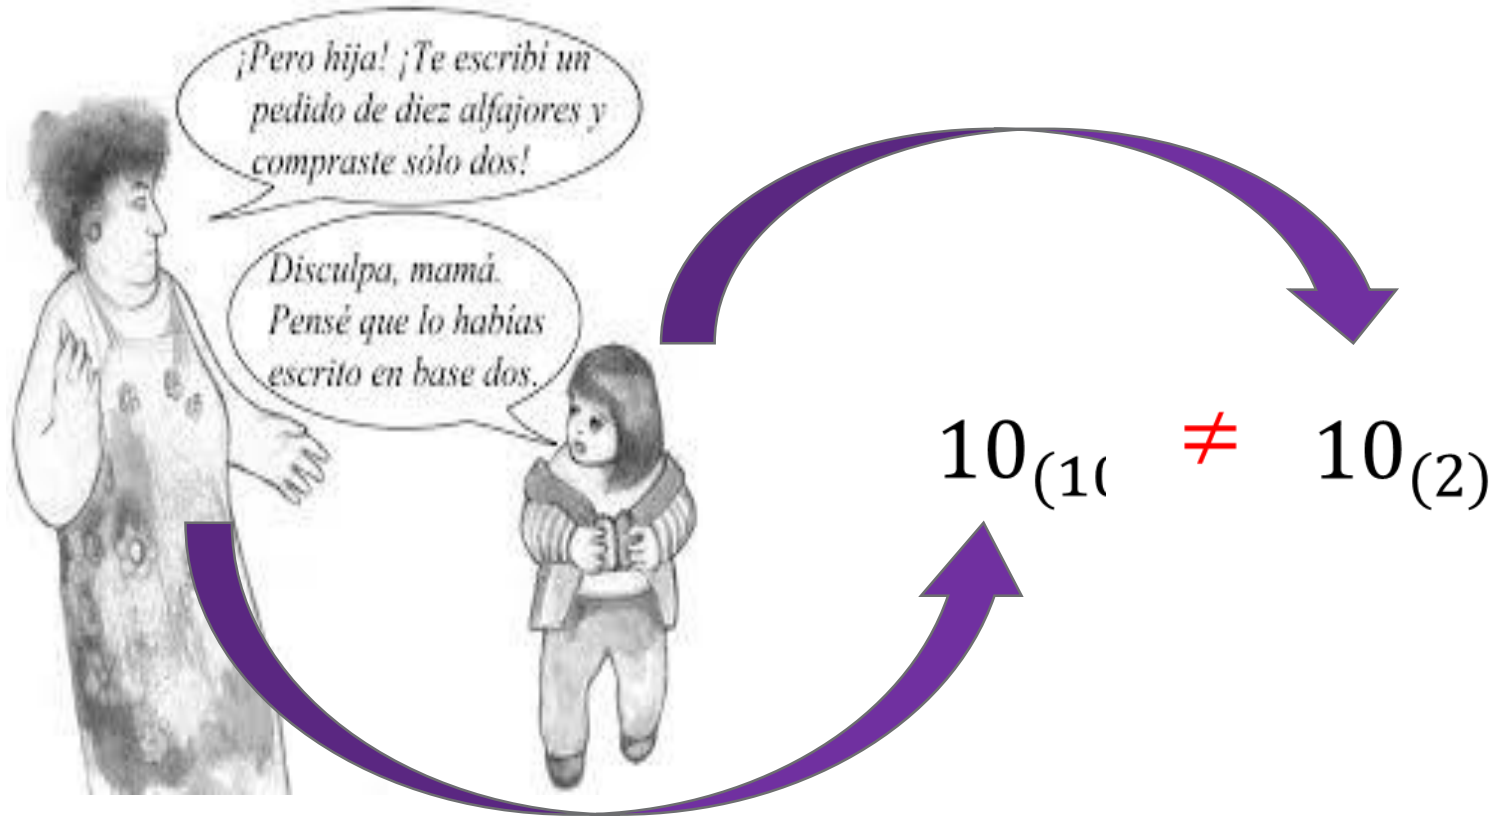 ¡Pero hija! ¡Te escribí un
pedido de diez alfajores y
compraste sólo dos!
Disculpa, mamá.
Pensé que lo habías
escrito en base dos.
10(10 ≠ 10(2)